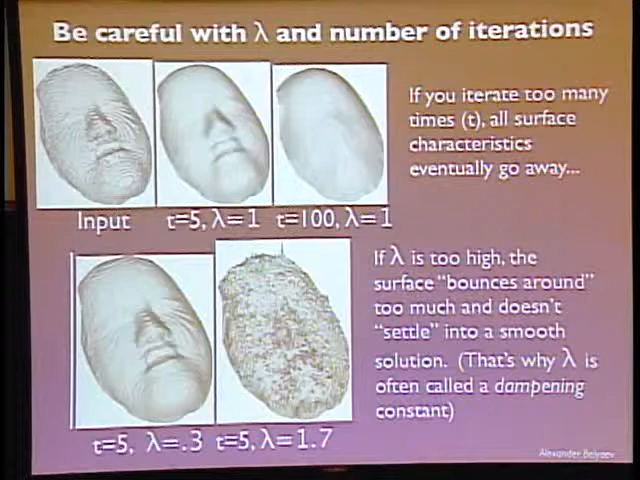 Be careful with λ and number of iterations
If you iterate too many
times (t), all surface
characteristics
eventually go away...
Input t=5, λ=1 t=100, λ=1
If λ is too high, the
surface "bounces around"
too much and doesn't
"settle" into a smooth
solution. (That's why λ is
often called a dampening
constant)
t=5, λ=.3 t=5, λ=1.7
Alexander Belyaev